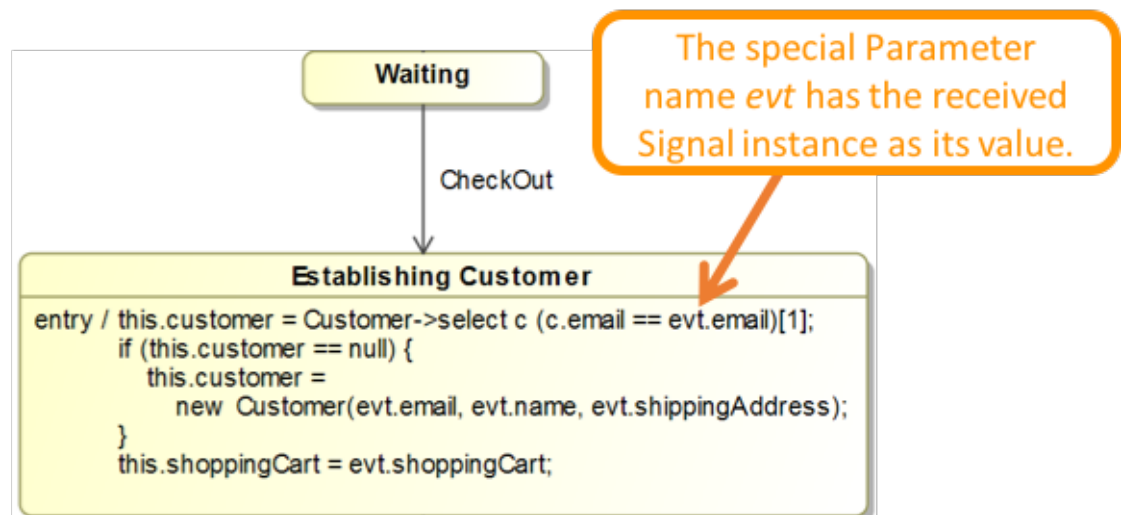 The special Parameter
name evt has the received
Signal instance as its value.
Waiting
CheckOut
Establishing Customer
entry / this.customer = Customer->select c (c.email == evt.email)[1];
if (this.customer == null) {
this.customer =
new Customer(evt.email, evt.name, evt.shippingAddress);
}
this.shoppingCart = evt.shoppingCart;